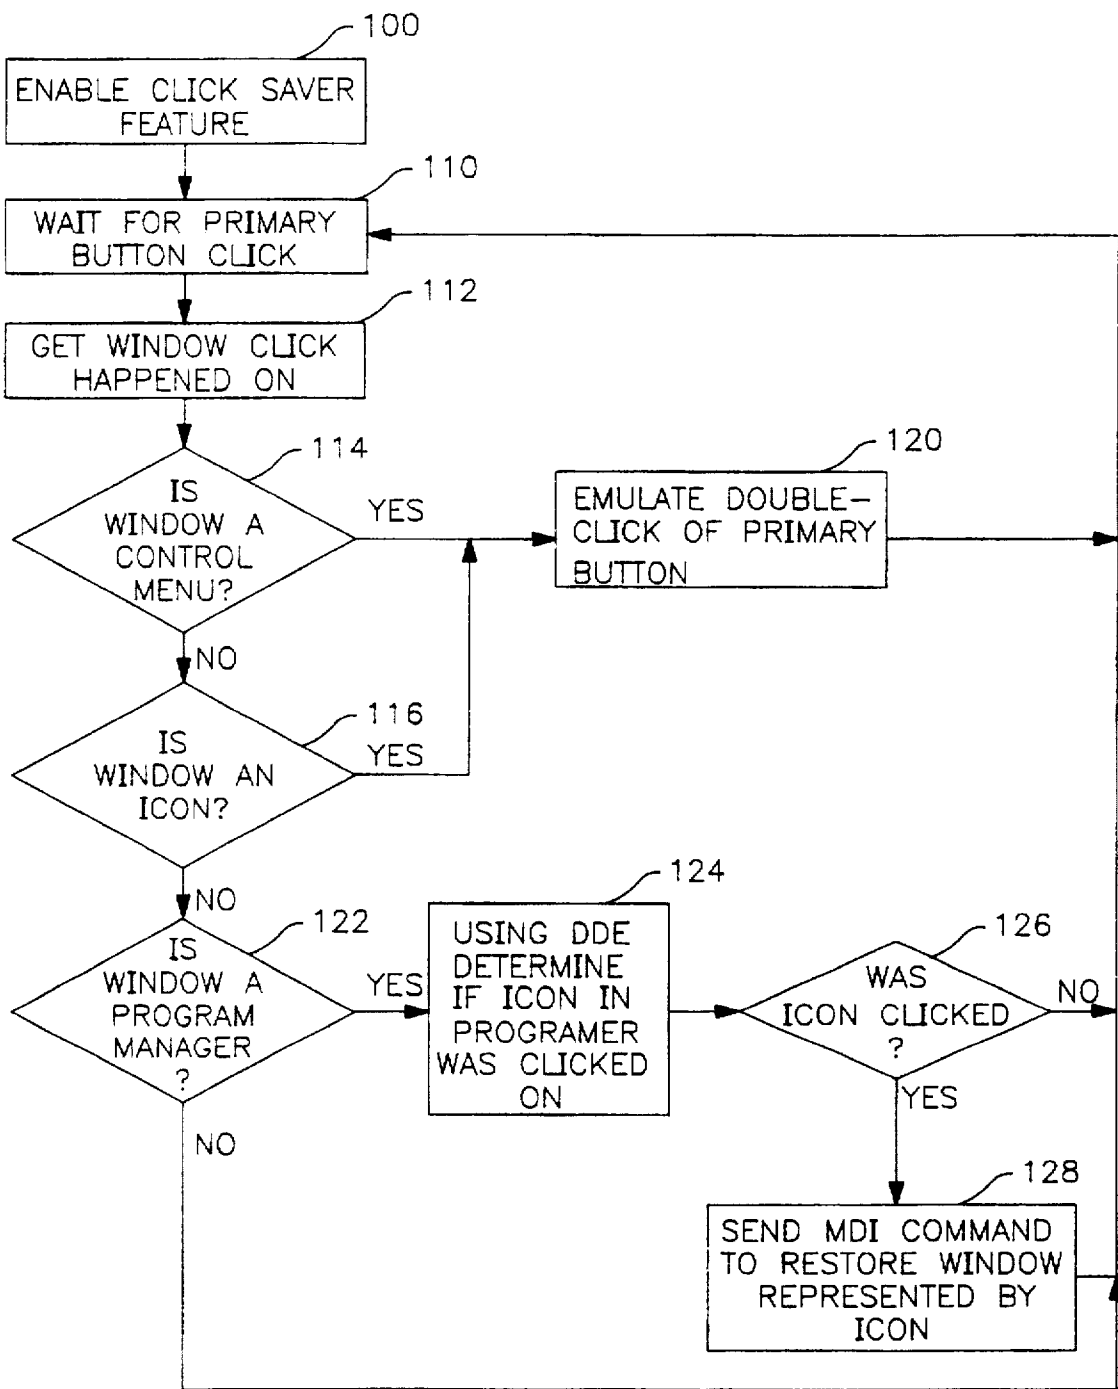 100
ENABLE CLICK SAVER
FEATURE
110
WAIT FOR PRIMARY
BUTTON CLICK
112
GET WINDOW CLICK
HAPPENED ON
114
IS
WINDOW A
CONTROL
MENU?
YES
NO
120
EMULATE DOUBLE-
CLICK OF PRIMARY
BUTTON
116
IS
WINDOW AN
ICON?
YES
NO
122
IS
WINDOW A
PROGRAM
MANAGER
?
YES
NO
124
USING DDE
DETERMINE
IF ICON IN
PROGRAMER
WAS CLICKED
ON
126
WAS
ICON CLICKED
?
NO
YES
128
SEND MDI COMMAND
TO RESTORE WINDOW
REPRESENTED BY
ICON